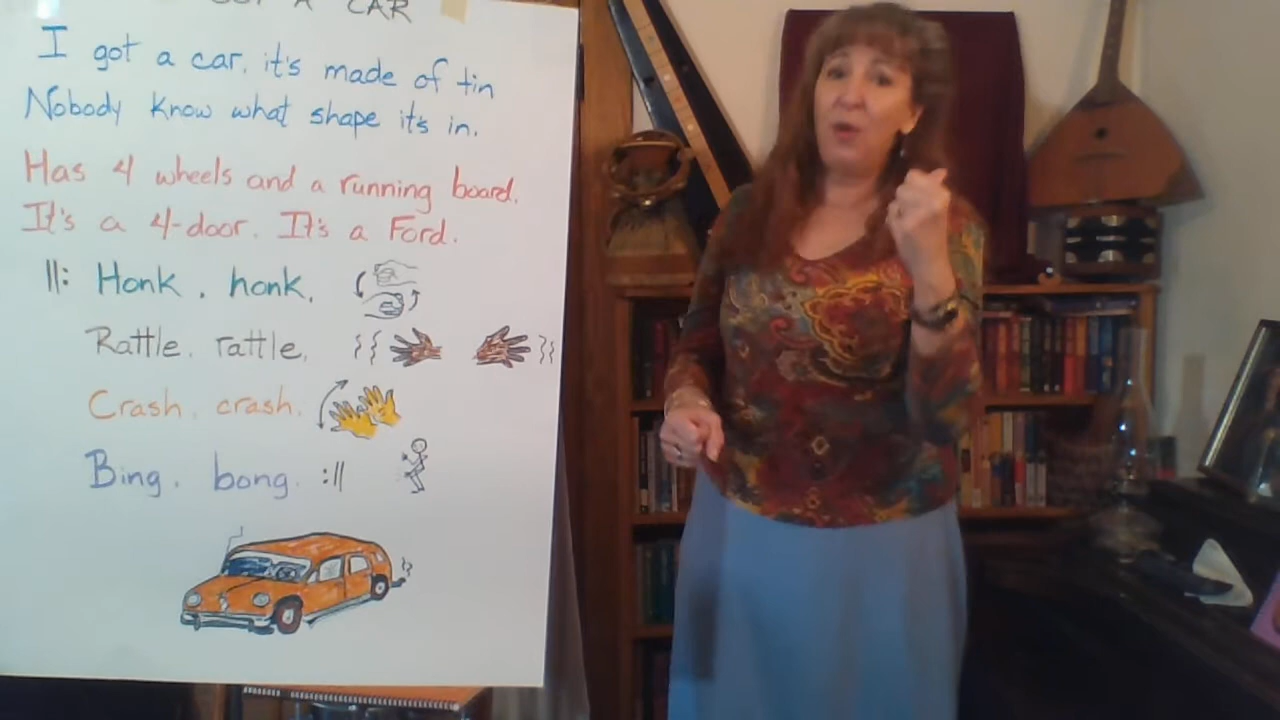 A CAR
I got a car, it's made of tin
Nobody know what shape it's in.
Has 4 wheels and a running board.
It's a 4-door. It's a Ford.
||: Honk, honk,
Rattle, rattle,
Crash, crash,
Bing, bong. :||